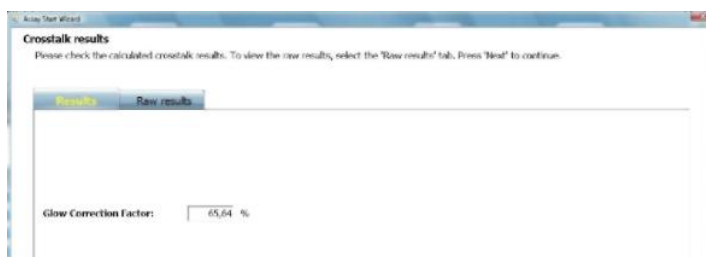 Assay Start Wizard
Crosstalk results
Please check the calculated crosstalk results. To view the raw results, select the 'Raw results' tab. Press 'Next' to continue.
Results Raw results
Glow Correction Factor: 65,64 %